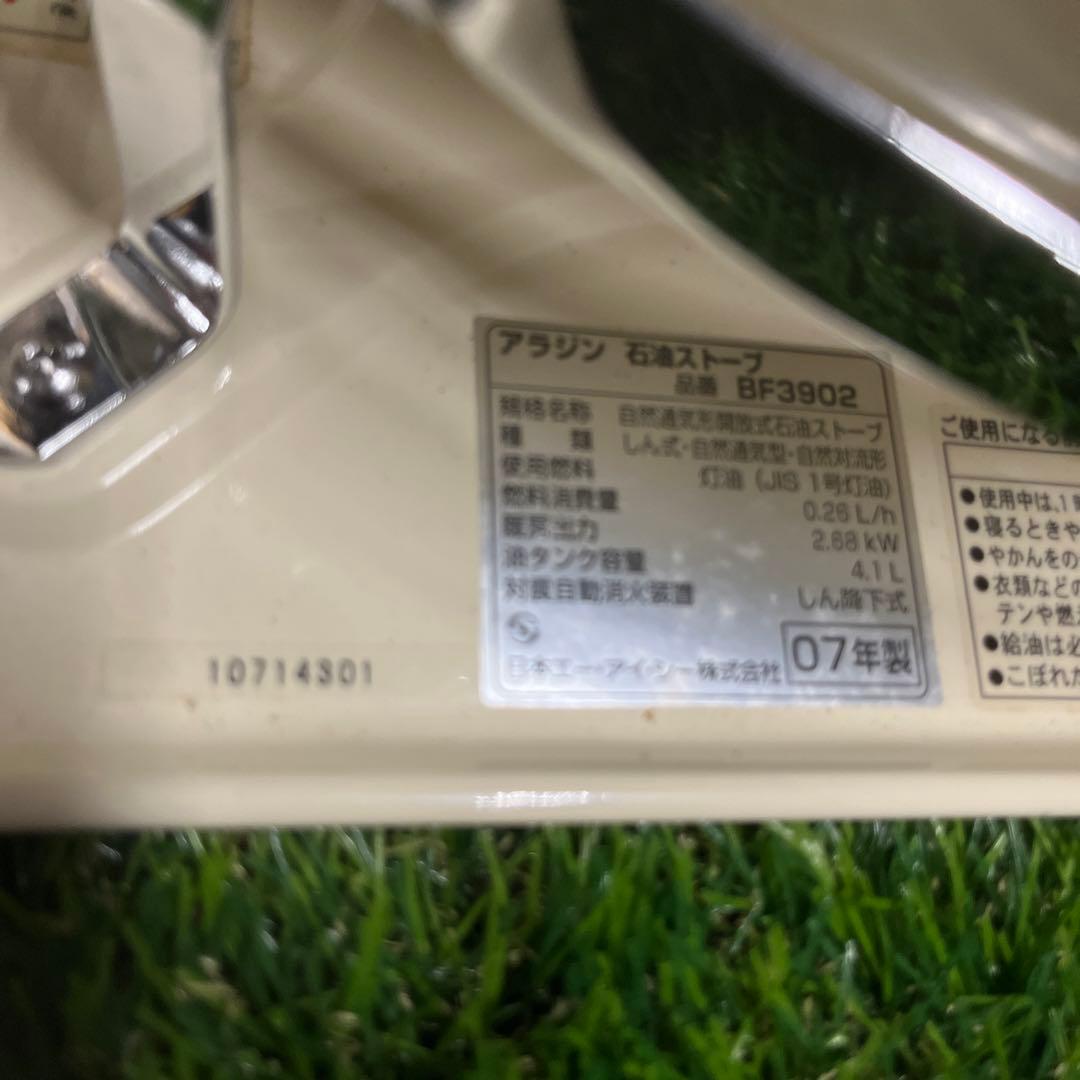 アラジン 石油ストーブ
品番 BF3902
規格名称 自然通気形開放式石油ストーブ
種類 しん式・自然通気型・自然対流形
使用燃料 灯油 (JIS 1号灯油)
燃料消費量 0.26 L/h
暖房出力 2.68 kW
油タンク容量 4.1 L
対震自動消火装置 しん降下式
日本エー・アイ・シー株式会社 07年製
10714301
ご使用になる
●使用中は、1
●寝るときや
●やかんをの
●衣類などの
テンや燃
●給油は必
●こぼれた